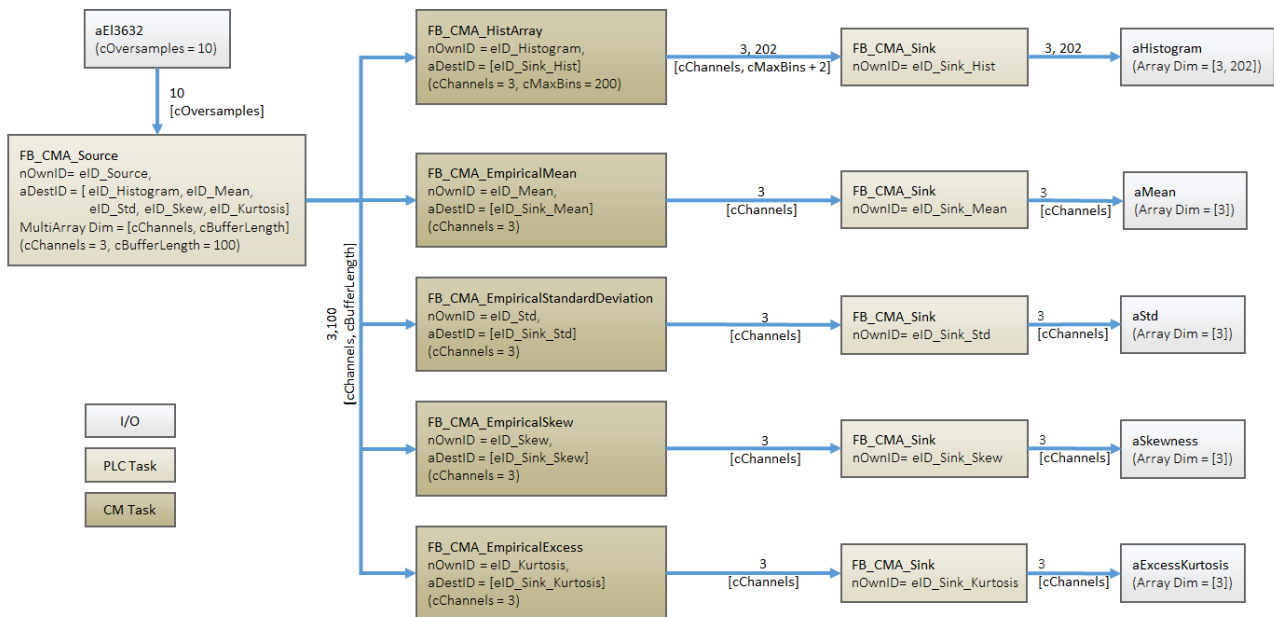 aEl3632
(cOversamples = 10)
10
[cOversamples]
FB_CMA_Source
nOwnID= eID_Source,
aDestID = [ eID_Histogram, eID_Mean,
eID_Std, eID_Skew, eID_Kurtosis]
MultiArray Dim = [cChannels, cBufferLength]
(cChannels = 3, cBufferLength = 100)
3,100
[cChannels, cBufferLength]
FB_CMA_HistArray
nOwnID = eID_Histogram,
aDestID = [eID_Sink_Hist]
(cChannels = 3, cMaxBins = 200)
3, 202
[cChannels, cMaxBins + 2]
FB_CMA_Sink
nOwnID= eID_Sink_Hist
3, 202
aHistogram
(Array Dim = [3, 202])
FB_CMA_EmpiricalMean
nOwnID = eID_Mean,
aDestID = [eID_Sink_Mean]
(cChannels = 3)
3
[cChannels]
FB_CMA_Sink
nOwnID= eID_Sink_Mean
3
[cChannels]
aMean
(Array Dim = [3])
FB_CMA_EmpiricalStandardDeviation
nOwnID = eID_Std,
aDestID = [eID_Sink_Std]
(cChannels = 3)
3
[cChannels]
FB_CMA_Sink
nOwnID= eID_Sink_Std
3
[cChannels]
aStd
(Array Dim = [3])
FB_CMA_EmpiricalSkew
nOwnID = eID_Skew,
aDestID = [eID_Sink_Skew]
(cChannels = 3)
3
[cChannels]
FB_CMA_Sink
nOwnID= eID_Sink_Skew
3
[cChannels]
aSkewness
(Array Dim = [3])
FB_CMA_EmpiricalExcess
nOwnID = eID_Kurtosis,
aDestID = [eID_Sink_Kurtosis]
(cChannels = 3)
3
[cChannels]
FB_CMA_Sink
nOwnID= eID_Sink_Kurtosis
3
[cChannels]
aExcessKurtosis
(Array Dim = [3])
I/O
PLC Task
CM Task